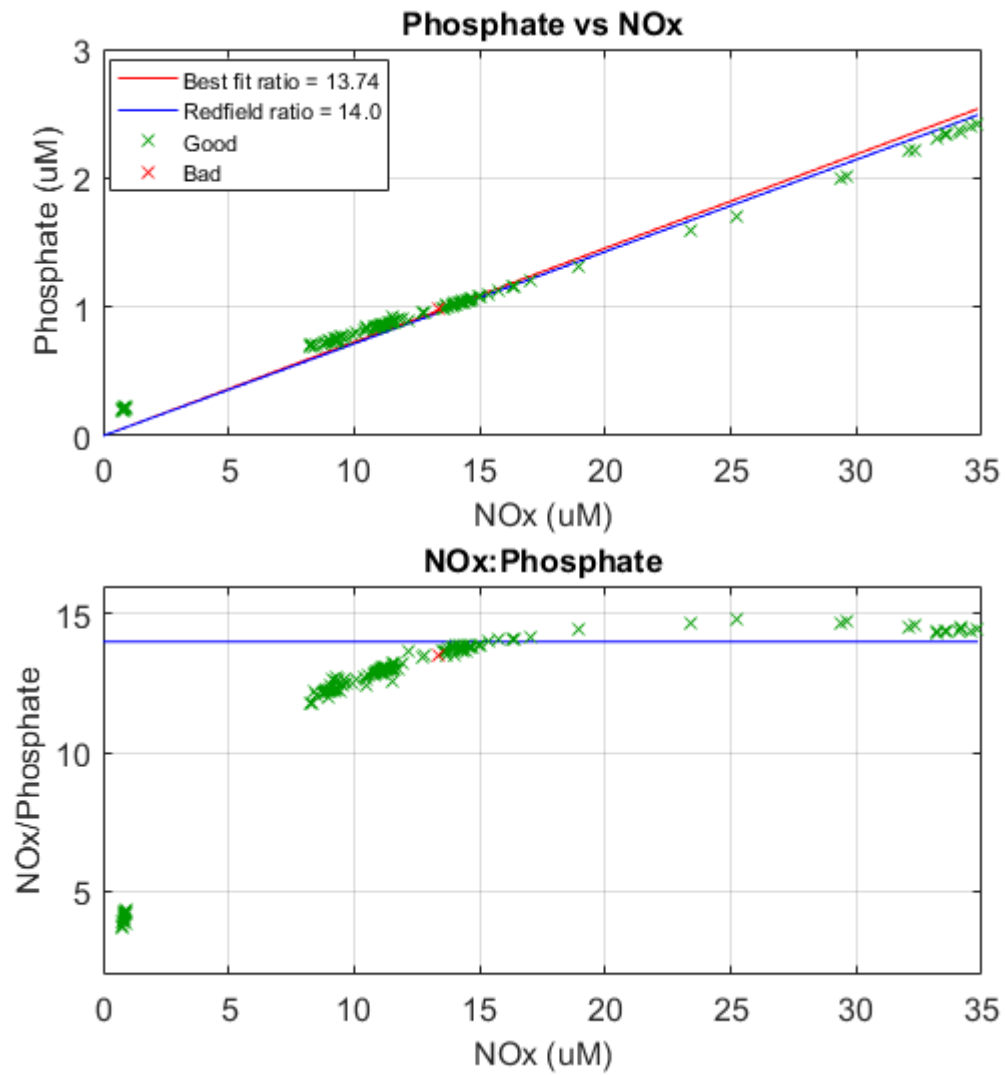 Phosphate vs NOx
3
2
1
0
Phosphate (uM)
Best fit ratio = 13.74
Redfield ratio = 14.0
Good
Bad
0 5 10 15 20 25 30 35
NOx (uM)
NOx:Phosphate
15
10
5
NOx/Phosphate
0 5 10 15 20 25 30 35
NOx (uM)